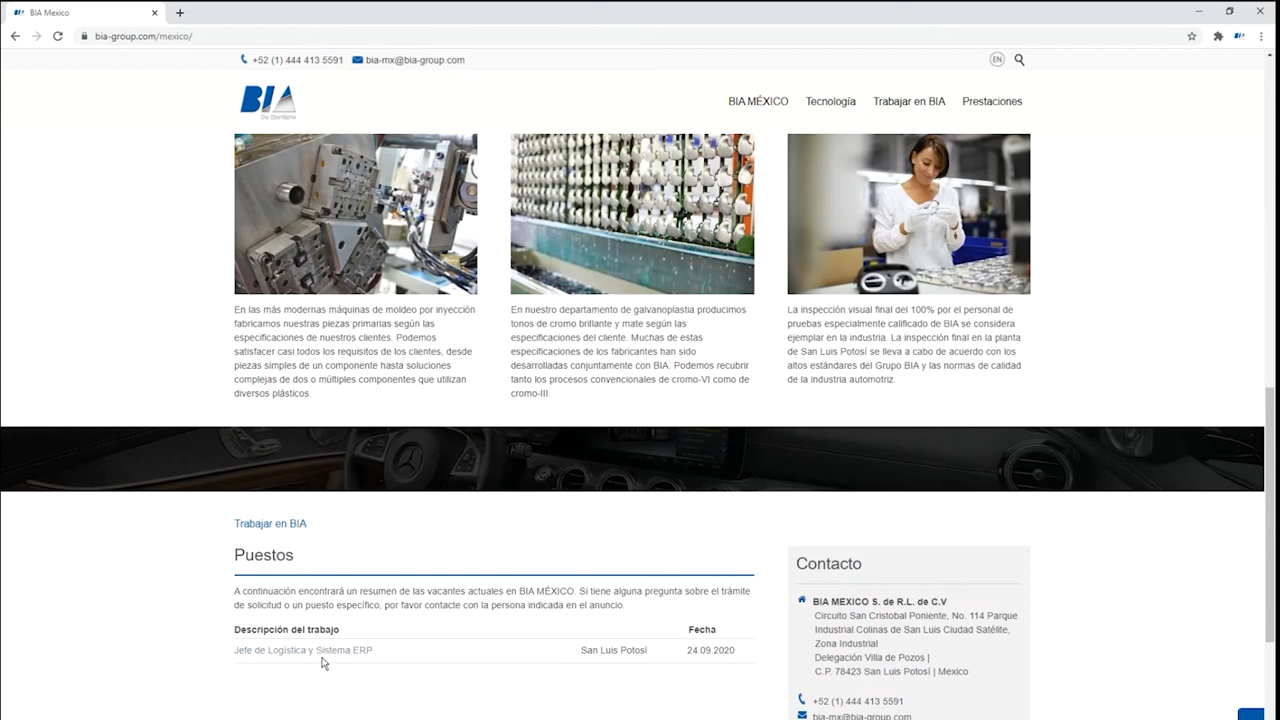 BIA Mexico
bia-group.com/mexico/
+52 (1) 444 413 5591 bia-mx@bia-group.com EN
BIA
Die Oberfläche
BIA MÉXICO Tecnología Trabajar en BIA Prestaciones
En las más modernas máquinas de moldeo por inyección
fabricamos nuestras piezas primarias según las
especificaciones de nuestros clientes. Podemos
satisfacer casi todos los requisitos de los clientes, desde
piezas simples de un componente hasta soluciones
complejas de dos o múltiples componentes que utilizan
diversos plásticos.
En nuestro departamento de galvanoplastia producimos
tonos de cromo brillante y mate según las
especificaciones del cliente. Muchas de estas
especificaciones de los fabricantes han sido
desarrolladas conjuntamente con BIA. Podemos recubrir
tanto los procesos convencionales de cromo-VI como de
cromo-III.
La inspección visual final del 100% por el personal de
pruebas especialmente calificado de BIA se considera
ejemplar en la industria. La inspección final en la planta
de San Luis Potosí se lleva a cabo de acuerdo con los
altos estándares del Grupo BIA y las normas de calidad
de la industria automotriz.
Trabajar en BIA
Puestos
A continuación encontrará un resumen de las vacantes actuales en BIA MÉXICO. Si tiene alguna pregunta sobre el trámite
de solicitud o un puesto específico, por favor contacte con la persona indicada en el anuncio.
Descripción del trabajo Fecha
Jefe de Logística y Sistema ERP San Luis Potosí 24.09.2020
Contacto
BIA MEXICO S. de R.L. de C.V
Circuito San Cristobal Poniente, No. 114 Parque
Industrial Colinas de San Luis Ciudad Satélite,
Zona Industrial
Delegación Villa de Pozos |
C.P. 78423 San Luis Potosí | Mexico
+52 (1) 444 413 5591
bia-mx@bia-group.com